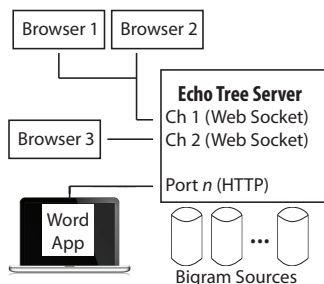 Browser 1
Browser 2
Echo Tree Server
Ch 1 (Web Socket)
Ch 2 (Web Socket)
Browser 3
Port n (HTTP)
Word
App
...
Bigram Sources